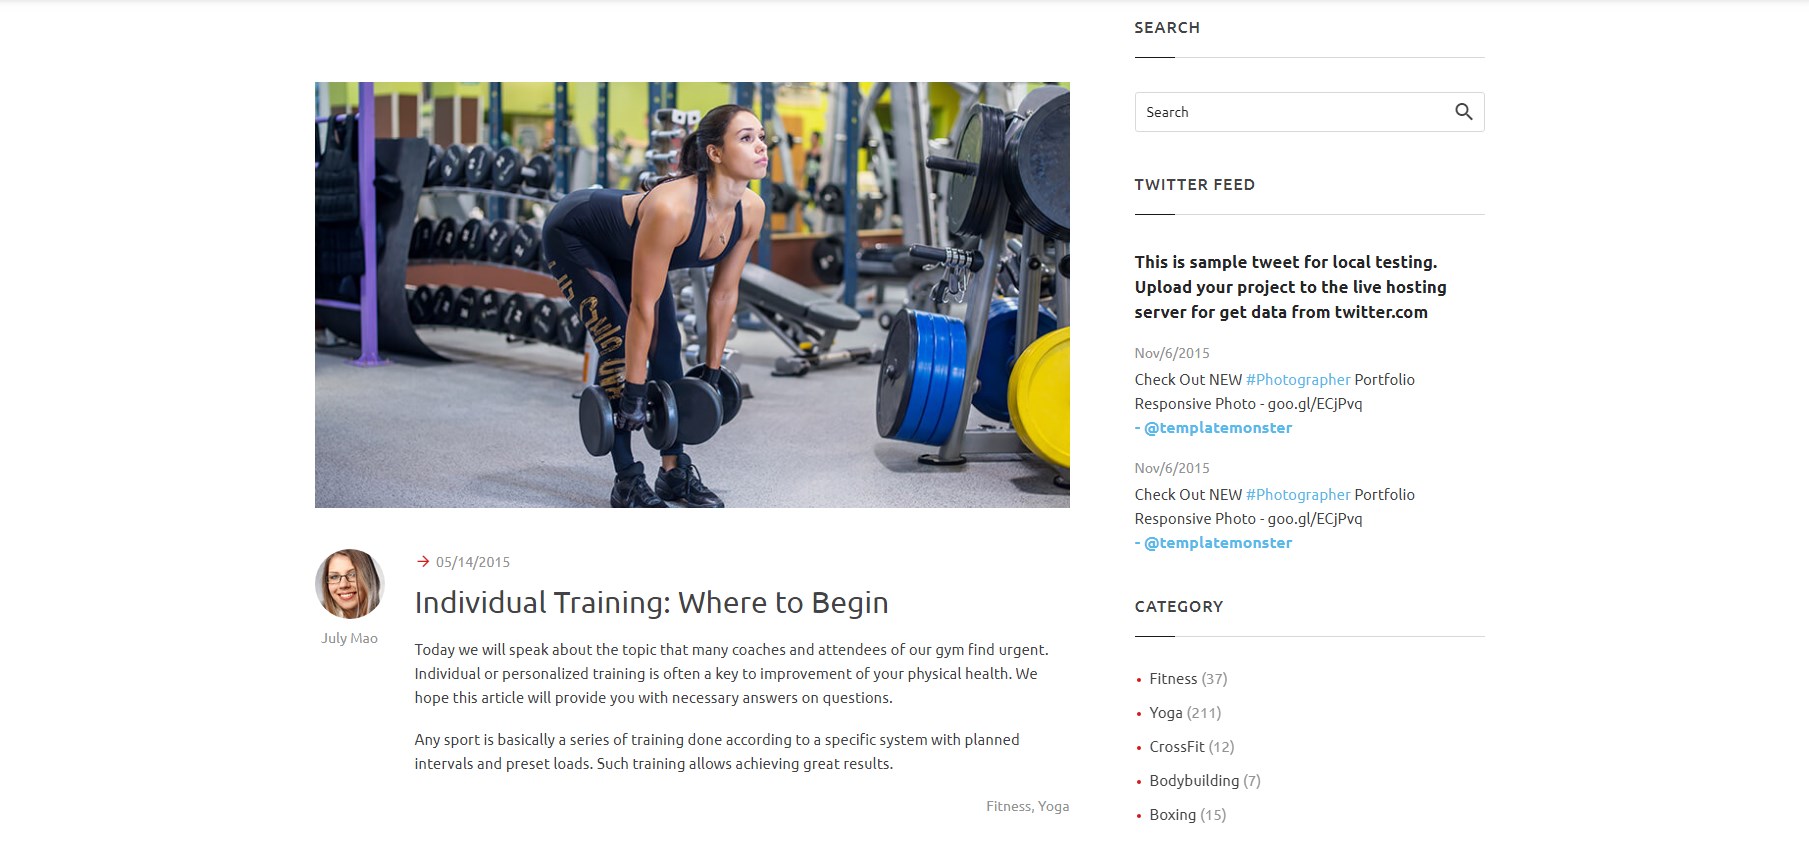 05/14/2015
Individual Training: Where to Begin
July Mao
Today we will speak about the topic that many coaches and attendees of our gym find urgent.
Individual or personalized training is often a key to improvement of your physical health. We
hope this article will provide you with necessary answers on questions.
Any sport is basically a series of training done according to a specific system with planned
intervals and preset loads. Such training allows achieving great results.
Fitness, Yoga
SEARCH
Search
TWITTER FEED
This is sample tweet for local testing.
Upload your project to the live hosting
server for get data from twitter.com
Nov/6/2015
Check Out NEW #Photographer Portfolio
Responsive Photo - goo.gl/ECjPvq
- @templatemonster
Nov/6/2015
Check Out NEW #Photographer Portfolio
Responsive Photo - goo.gl/ECjPvq
- @templatemonster
CATEGORY
Fitness (37)
Yoga (211)
CrossFit (12)
Bodybuilding (7)
Boxing (15)